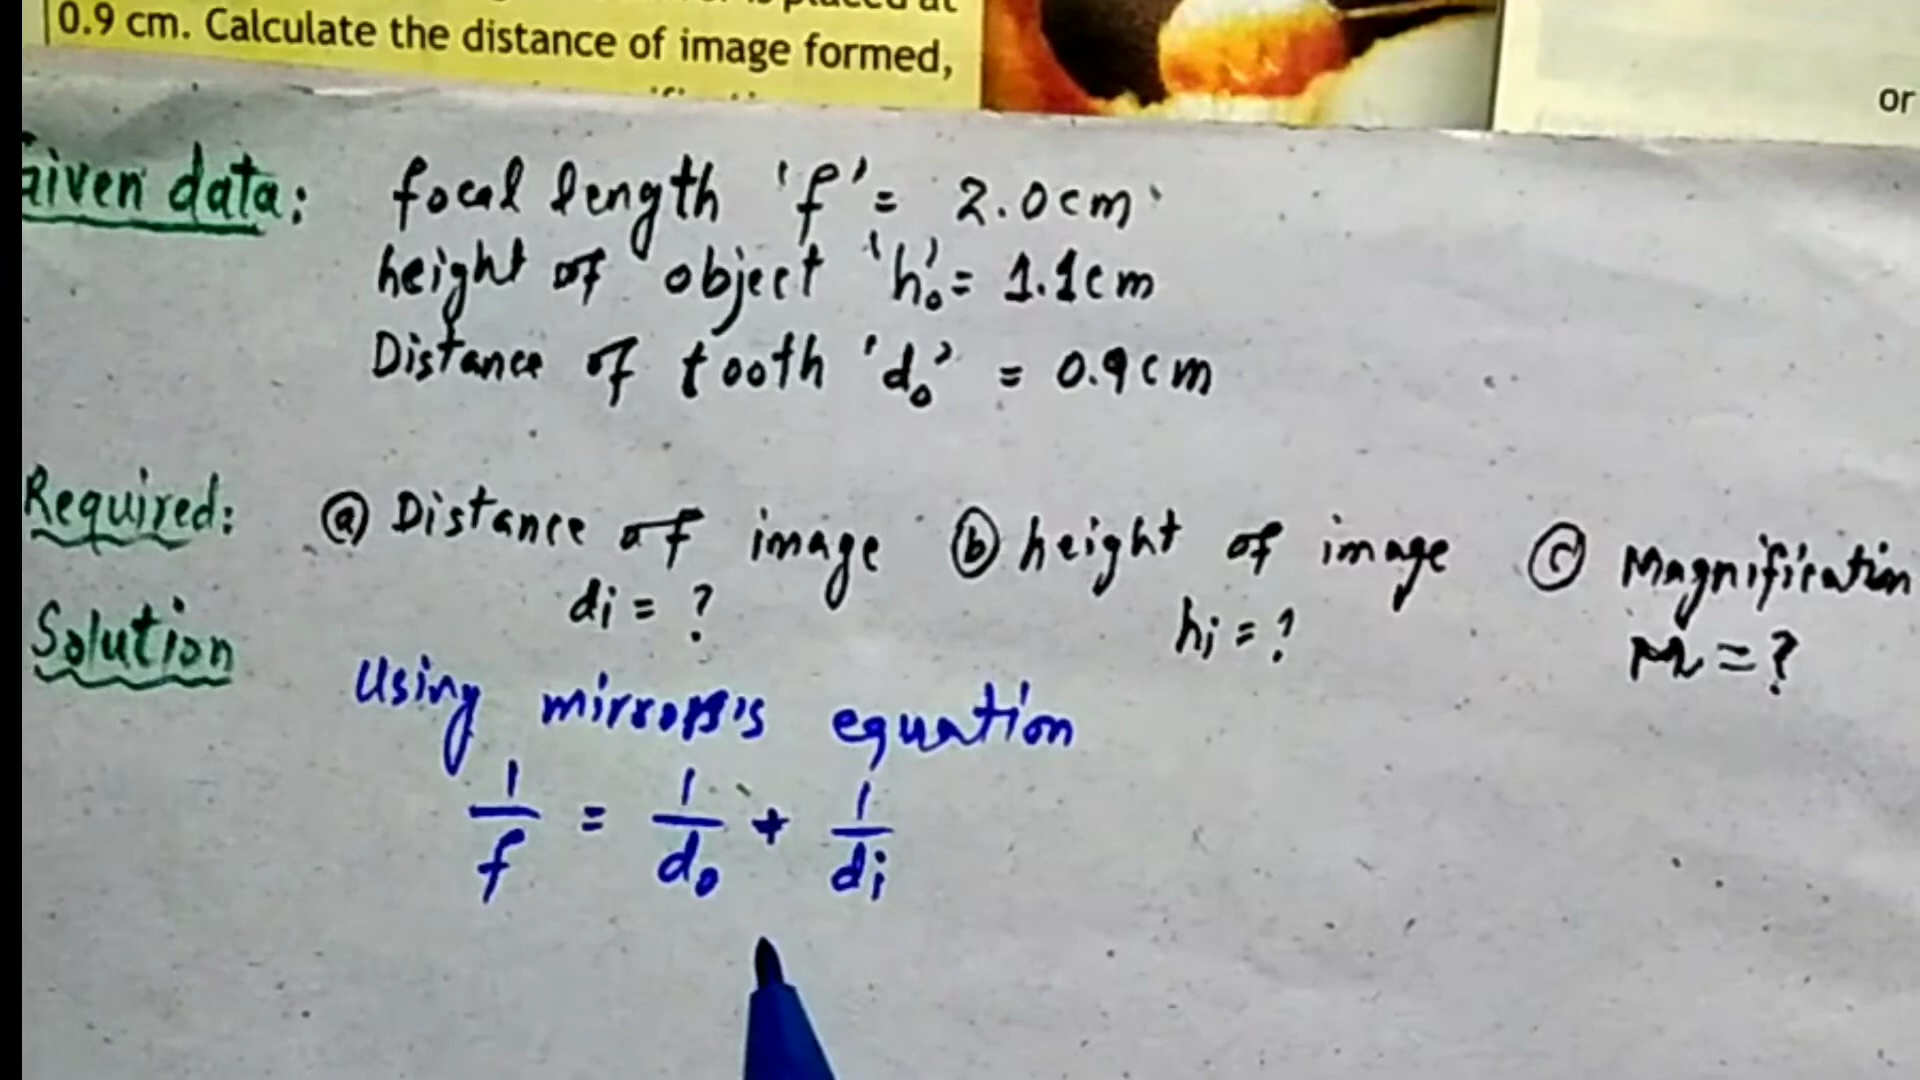 0.9 cm. Calculate the distance of image formed,
or
Given data: focal length 'f' = 2.0cm
height of object 'h₀' = 1.1cm
Distance of tooth 'd₀' = 0.9cm
Required: ⓐ Distance of image ⓑ height of image ⓒ Magnification
di = ? hi = ? M = ?
Solution
Using mirror's equation
1/f = 1/d₀ + 1/di